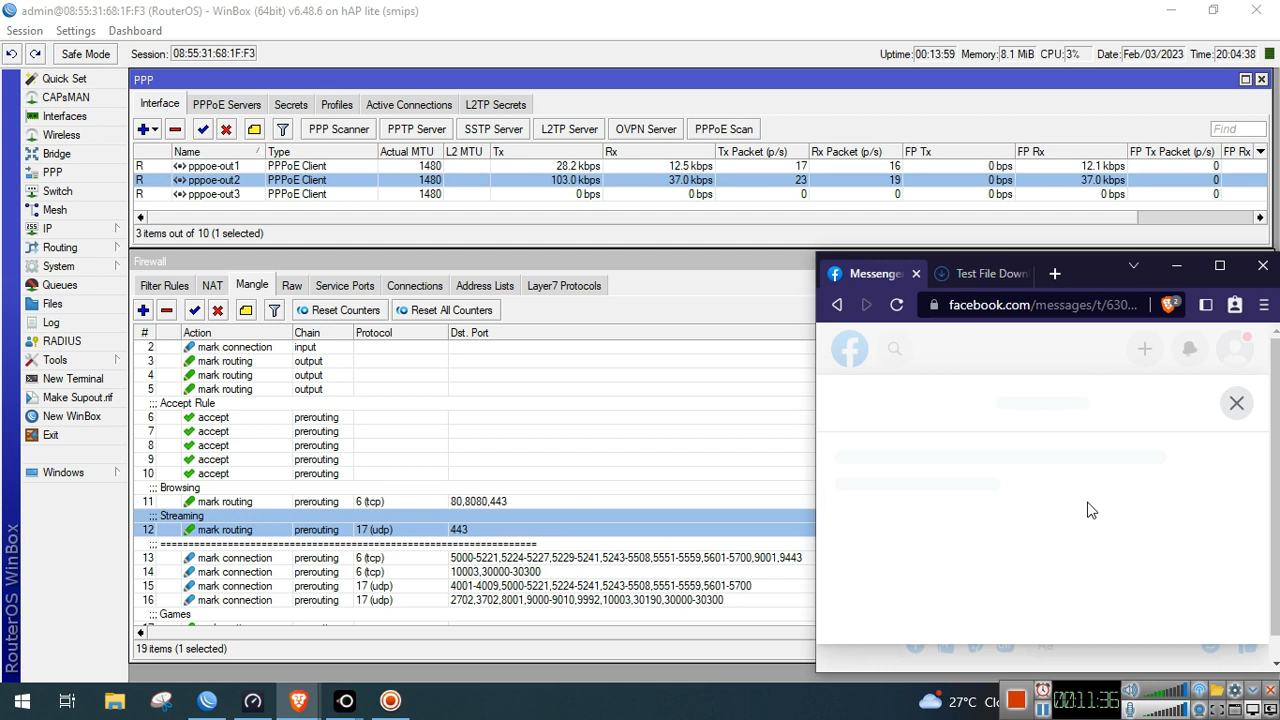 admin@08:55:31:68:1F:F3 (RouterOS) - WinBox (64bit) v6.48.6 on hAP lite (smips)
Session Settings Dashboard
Safe Mode Session: 08:55:31:68:1F:F3 Uptime: 00:13:59 Memory: 8.1 MiB CPU: 3% Date: Feb/03/2023 Time: 20:04:38
Quick Set
CAPsMAN
Interfaces
Wireless
Bridge
PPP
Switch
Mesh
IP
Routing
System
Queues
Files
Log
RADIUS
Tools
New Terminal
Make Supout.rif
New WinBox
Exit
Windows
RouterOS WinBox
PPP
Interface PPPoE Servers Secrets Profiles Active Connections L2TP Secrets
PPP Scanner PPTP Server SSTP Server L2TP Server OVPN Server PPPoE Scan Find
Name Type Actual MTU L2 MTU Tx Rx Tx Packet (p/s) Rx Packet (p/s) FP Tx FP Rx FP Tx Packet (p/s) FP Rx
R pppoe-out1 PPPoE Client 1480 28.2 kbps 12.5 kbps 17 16 0 bps 12.1 kbps 0
R pppoe-out2 PPPoE Client 1480 103.0 kbps 37.0 kbps 23 19 0 bps 37.0 kbps 0
R pppoe-out3 PPPoE Client 1480 0 bps 0 bps 0 0 0 bps 0 bps 0
3 items out of 10 (1 selected)
Firewall
Filter Rules NAT Mangle Raw Service Ports Connections Address Lists Layer7 Protocols
Reset Counters Reset All Counters
# Action Chain Protocol Dst. Port
2 mark connection input
3 mark routing output
4 mark routing output
5 mark routing output
;;; Accept Rule
6 accept prerouting
7 accept prerouting
8 accept prerouting
9 accept prerouting
10 accept prerouting
;;; Browsing
11 mark routing prerouting 6 (tcp) 80,8080,443
;;; Streaming
12 mark routing prerouting 17 (udp) 443
;;; =====================================================
13 mark connection prerouting 6 (tcp) 5000-5221,5224-5227,5229-5241,5243-5508,5551-5559,5601-5700,9001,9443
14 mark connection prerouting 6 (tcp) 10003,30000-30300
15 mark connection prerouting 17 (udp) 4001-4009,5000-5221,5224-5241,5243-5508,5551-5559,5601-5700
16 mark connection prerouting 17 (udp) 2702,3702,8001,9000-9010,9992,10003,30190,30000-30300
;;; Games
19 items (1 selected)
Messenge Test File Down
facebook.com/messages/t/630... 2
Aa
27°C Clo
00:11:36